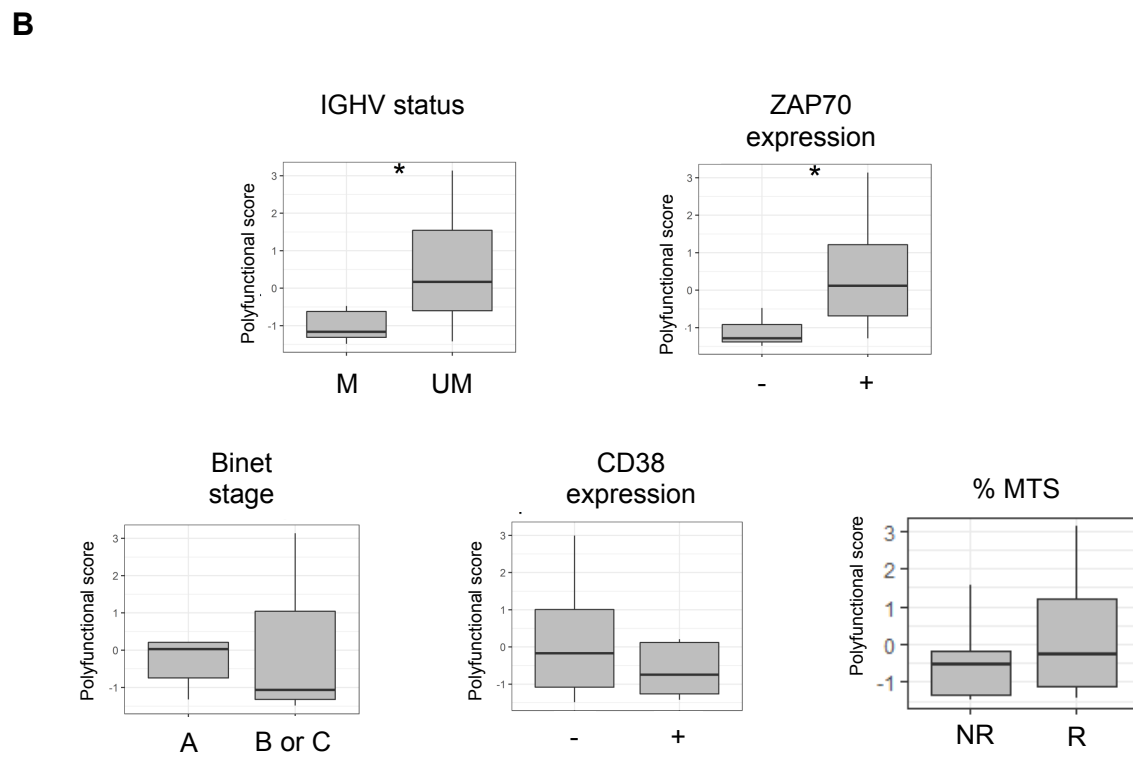 B
IGHV status
ZAP70
expression
*
*
Polyfunctional score
3
2
1
0
-1
M
UM
Polyfunctional score
3
2
1
0
-1
-
+
Binet
stage
CD38
expression
% MTS
Polyfunctional score
3
2
1
0
-1
A
B or C
Polyfunctional score
3
2
1
0
-1
-
+
Polyfunctional score
3
2
1
0
-1
NR
R